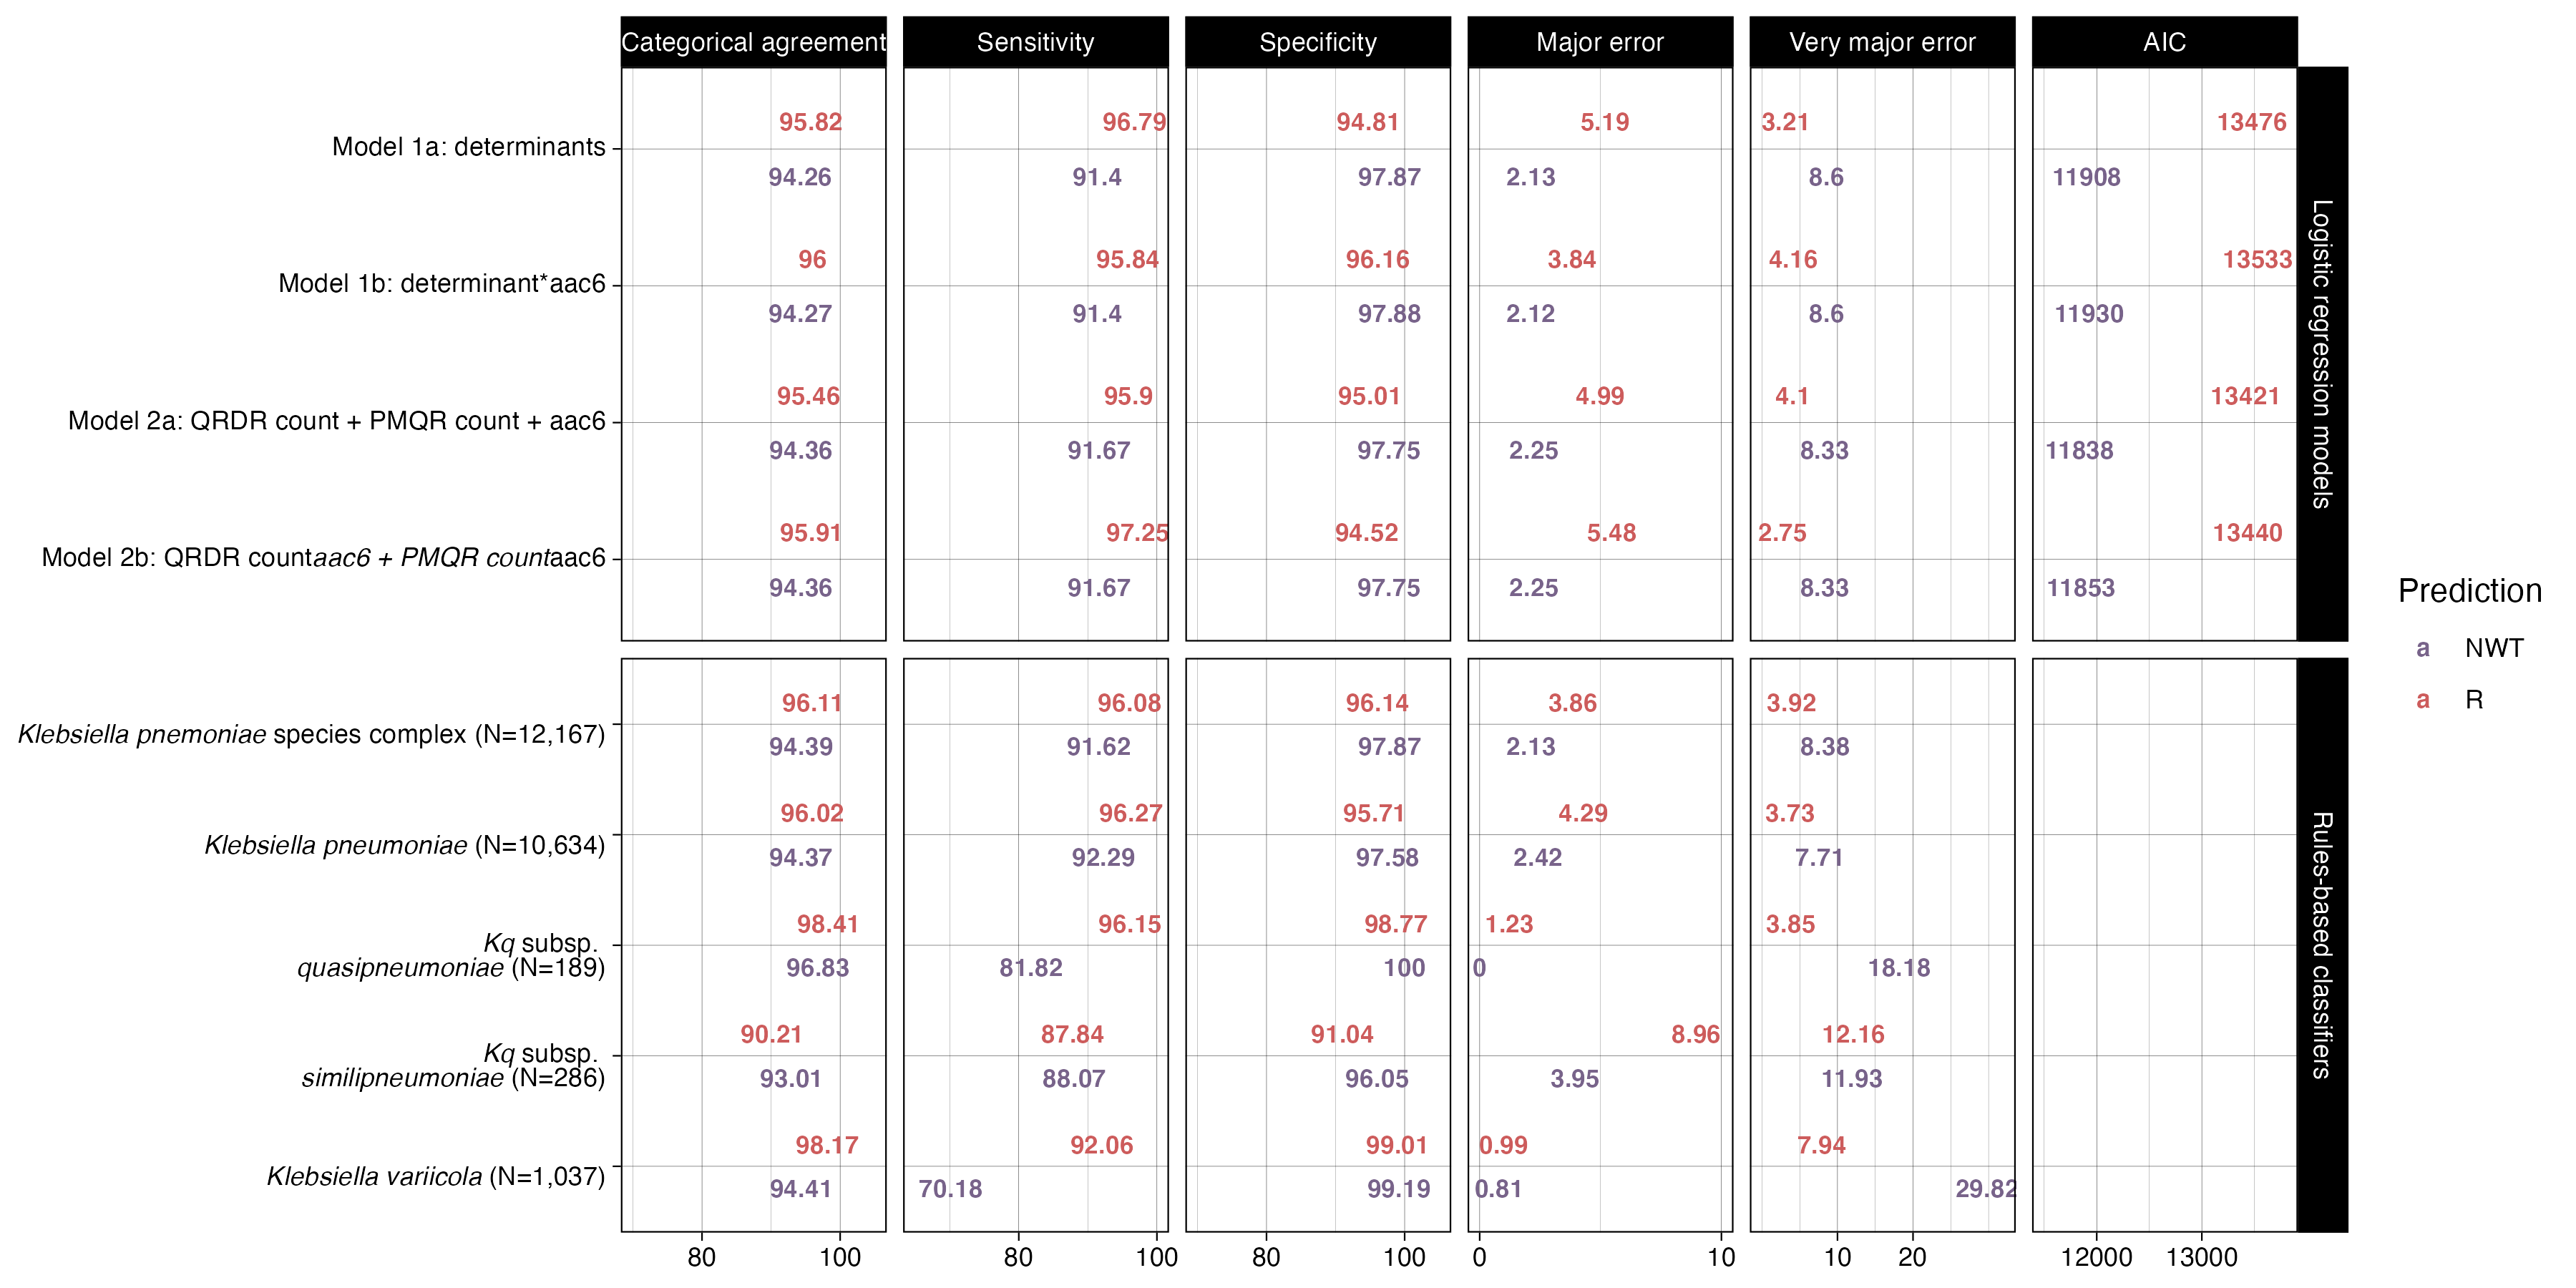 Categorical agreement Sensitivity Specificity Major error Very major error AIC
95.82 96.79 94.81 5.19 3.21 13476
Model 1a: determinants
94.26 91.4 97.87 2.13 8.6 11908
96 95.84 96.16 3.84 4.16 13533
Model 1b: determinant*aac6
94.27 91.4 97.88 2.12 8.6 11930
95.46 95.9 95.01 4.99 4.1 13421
Model 2a: QRDR count + PMQR count + aac6
94.36 91.67 97.75 2.25 8.33 11838
95.91 97.25 94.52 5.48 2.75 13440
Model 2b: QRDR countaac6 + PMQR countaac6
94.36 91.67 97.75 2.25 8.33 11853
Logistic regression models
96.11 96.08 96.14 3.86 3.92
Klebsiella pnemoniae species complex (N=12,167)
94.39 91.62 97.87 2.13 8.38
96.02 96.27 95.71 4.29 3.73
Klebsiella pneumoniae (N=10,634)
94.37 92.29 97.58 2.42 7.71
98.41 96.15 98.77 1.23 3.85
Kq subsp.
quasipneumoniae (N=189)
96.83 81.82 100 0 18.18
90.21 87.84 91.04 8.96 12.16
Kq subsp.
similipneumoniae (N=286)
93.01 88.07 96.05 3.95 11.93
98.17 92.06 99.01 0.99 7.94
Klebsiella variicola (N=1,037)
94.41 70.18 99.19 0.81 29.82
Rules-based classifiers
80 100 80 100 80 100 0 10 10 20 12000 13000
Prediction
a NWT
a R